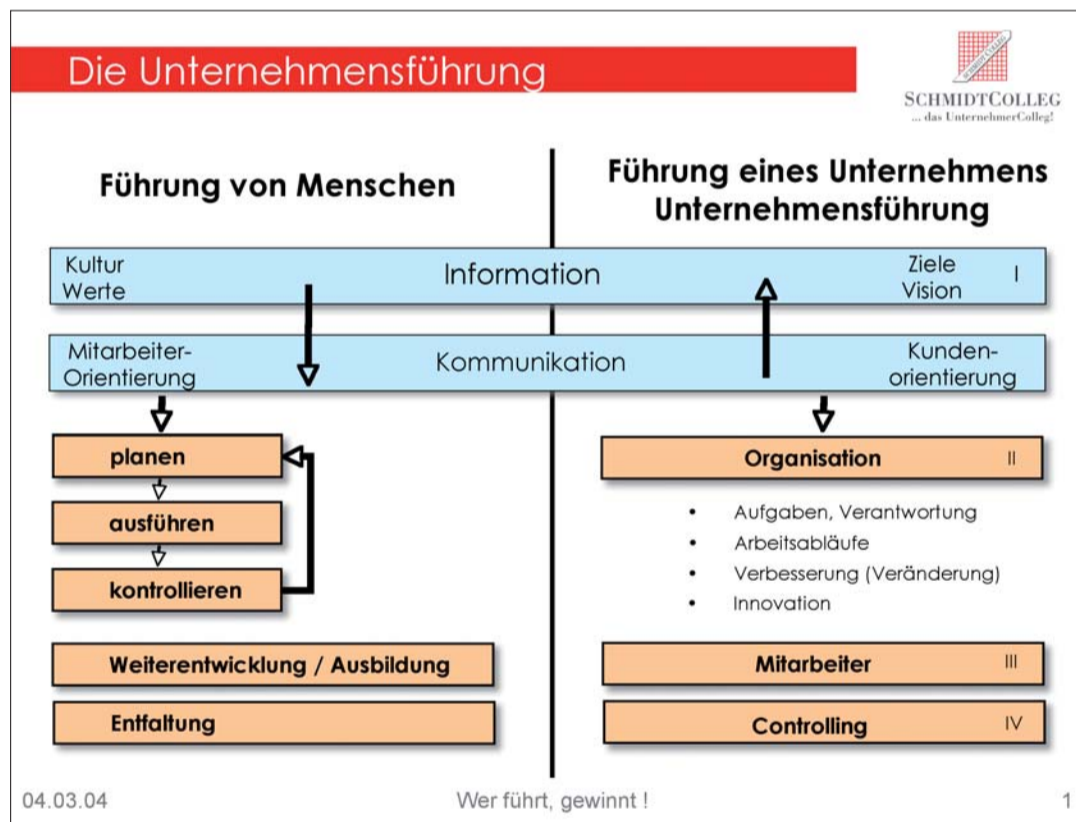 Die Unternehmensführung
SCHMIDT COLLEG
SCHMIDTCOLLEG
... das UnternehmerColleg!
Führung von Menschen
Führung eines Unternehmens
Unternehmensführung
Kultur
Werte
Information
Ziele
Vision
I
Mitarbeiter-
Orientierung
Kommunikation
Kunden-
orientierung
planen
ausführen
kontrollieren
Weiterentwicklung / Ausbildung
Entfaltung
Organisation
II
• Aufgaben, Verantwortung
• Arbeitsabläufe
• Verbesserung (Veränderung)
• Innovation
Mitarbeiter
III
Controlling
IV
04.03.04
Wer führt, gewinnt !
1